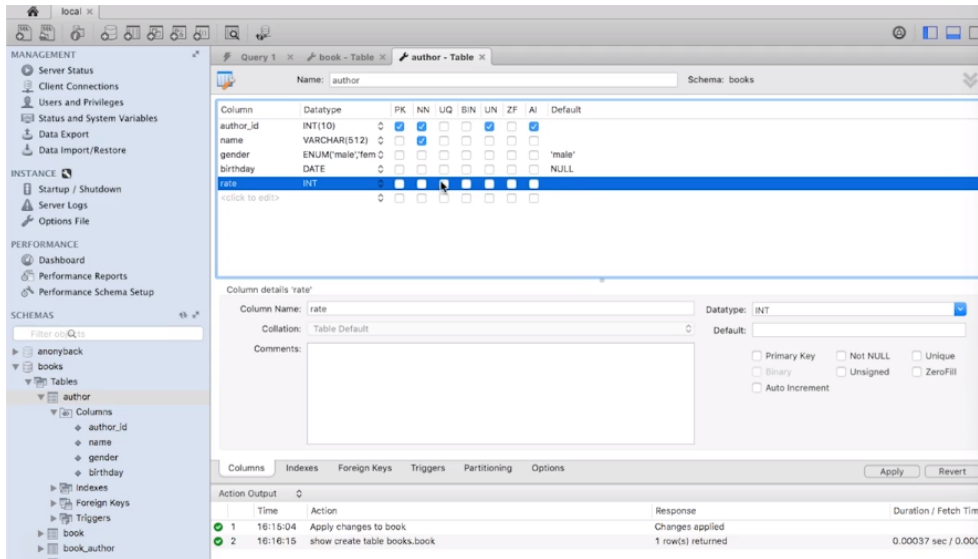 local ×
MANAGEMENT
Server Status
Client Connections
Users and Privileges
Status and System Variables
Data Export
Data Import/Restore
INSTANCE
Startup / Shutdown
Server Logs
Options File
PERFORMANCE
Dashboard
Performance Reports
Performance Schema Setup
SCHEMAS
Filter objects
anonyback
books
Tables
author
Columns
author_id
name
gender
birthday
Indexes
Foreign Keys
Triggers
book
book_author
Query 1 × book - Table × author - Table ×
Name: author Schema: books
Column Datatype PK NN UQ BIN UN ZF AI Default
author_id INT(10)
name VARCHAR(512)
gender ENUM('male','fem 'male'
birthday DATE NULL
rate INT
<click to edit>
Column details 'rate'
Column Name: rate Datatype: INT
Collation: Table Default Default:
Comments:
Primary Key Not NULL Unique
Binary Unsigned ZeroFill
Auto Increment
Columns Indexes Foreign Keys Triggers Partitioning Options Apply Revert
Action Output
Time Action Response Duration / Fetch Tim
1 16:15:04 Apply changes to book Changes applied
2 16:16:15 show create table books.book 1 row(s) returned 0.00037 sec / 0.00